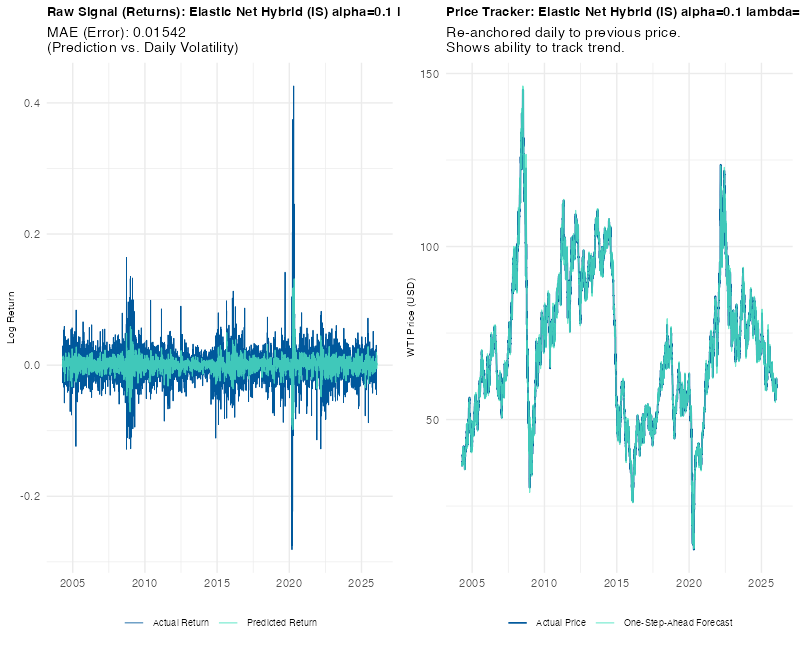 Raw Signal (Returns): Elastic Net Hybrid (IS) alpha=0.1 l
MAE (Error): 0.01542
(Prediction vs. Daily Volatility)
Log Return
0.4
0.2
0.0
-0.2
2005 2010 2015 2020 2025
Actual Return Predicted Return
Price Tracker: Elastic Net Hybrid (IS) alpha=0.1 lambda=
Re-anchored daily to previous price.
Shows ability to track trend.
WTI Price (USD)
150
100
50
2005 2010 2015 2020 2025
Actual Price One-Step-Ahead Forecast